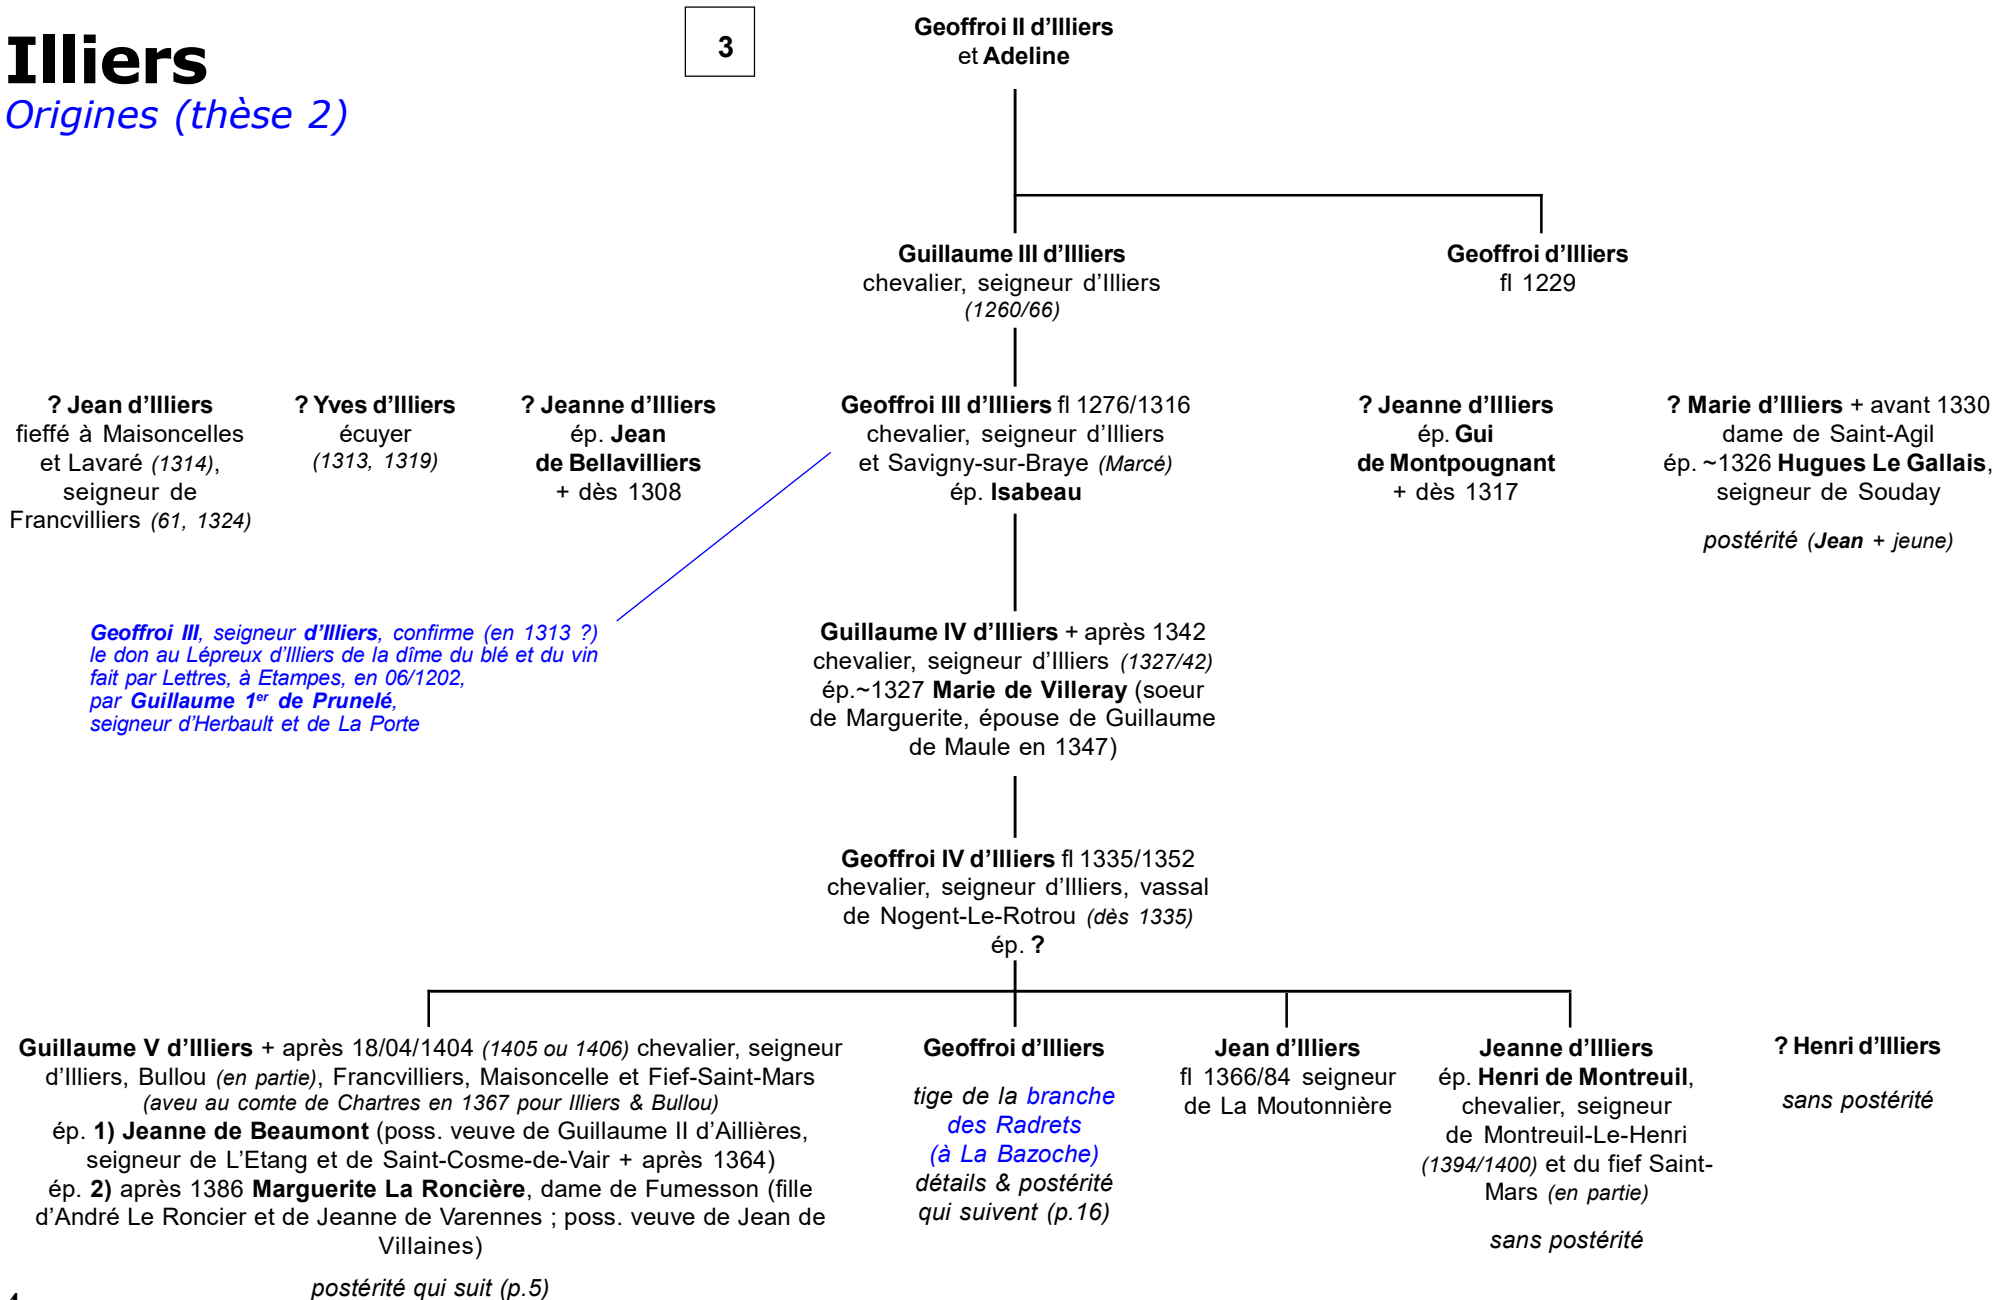 Illiers
Origines (thèse 2)
3
Geoffroi II d’Illiers
et Adeline
Guillaume III d’Illiers
chevalier, seigneur d’Illiers
(1260/66)
Geoffroi d’Illiers
fl 1229
? Jean d’Illiers
fieffé à Maisoncelles
et Lavaré (1314),
seigneur de
Francvilliers (61, 1324)
? Yves d’Illiers
écuyer
(1313, 1319)
? Jeanne d’Illiers
ép. Jean
de Bellavilliers
+ dès 1308
Geoffroi III d’Illiers fl 1276/1316
chevalier, seigneur d’Illiers
et Savigny-sur-Braye (Marcé)
ép. Isabeau
? Jeanne d’Illiers
ép. Gui
de Montpougnant
+ dès 1317
? Marie d’Illiers + avant 1330
dame de Saint-Agil
ép. ~1326 Hugues Le Gallais,
seigneur de Souday
postérité (Jean + jeune)
Geoffroi III, seigneur d’Illiers, confirme (en 1313 ?)
le don au Lépreux d’Illiers de la dîme du blé et du vin
fait par Lettres, à Etampes, en 06/1202,
par Guillaume 1er de Prunelé,
seigneur d’Herbault et de La Porte
Guillaume IV d’Illiers + après 1342
chevalier, seigneur d’Illiers (1327/42)
ép.~1327 Marie de Villeray (soeur
de Marguerite, épouse de Guillaume
de Maule en 1347)
Geoffroi IV d’Illiers fl 1335/1352
chevalier, seigneur d’Illiers, vassal
de Nogent-Le-Rotrou (dès 1335)
ép. ?
Guillaume V d’Illiers + après 18/04/1404 (1405 ou 1406) chevalier, seigneur
d’Illiers, Bullou (en partie), Francvilliers, Maisoncelle et Fief-Saint-Mars
(aveu au comte de Chartres en 1367 pour Illiers & Bullou)
ép. 1) Jeanne de Beaumont (poss. veuve de Guillaume II d’Aillières,
seigneur de L’Etang et de Saint-Cosme-de-Vair + après 1364)
ép. 2) après 1386 Marguerite La Roncière, dame de Fumesson (fille
d’André Le Roncier et de Jeanne de Varennes ; poss. veuve de Jean de
Villaines)
postérité qui suit (p.5)
Geoffroi d’Illiers
tige de la branche
des Radrets
(à La Bazoche)
détails & postérité
qui suivent (p.16)
Jean d’Illiers
fl 1366/84 seigneur
de La Moutonnière
Jeanne d’Illiers
ép. Henri de Montreuil,
chevalier, seigneur
de Montreuil-Le-Henri
(1394/1400) et du fief Saint-
Mars (en partie)
sans postérité
? Henri d’Illiers
sans postérité